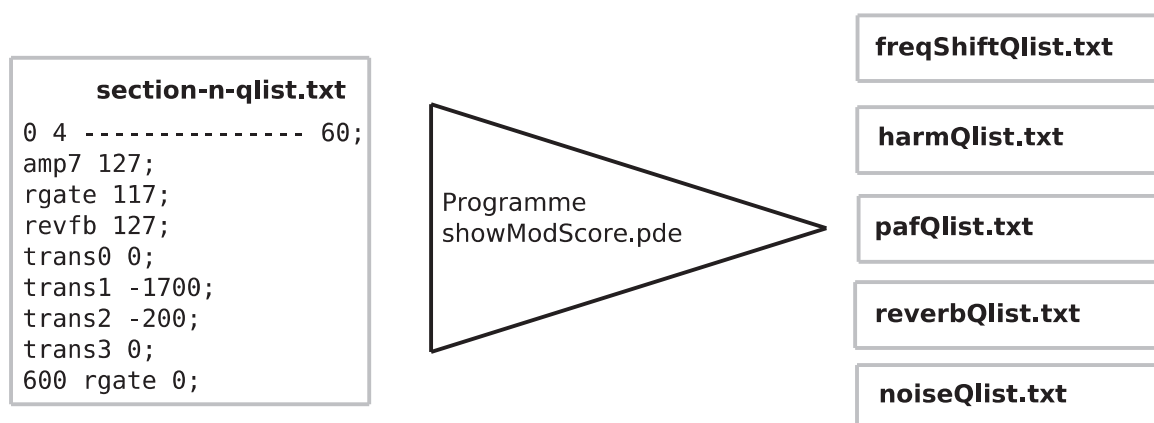 section-n-qlist.txt
0 4 --------------- 60;
amp7 127;
rgate 117;
revfb 127;
trans0 0;
trans1 -1700;
trans2 -200;
trans3 0;
600 rgate 0;
Programme
showModScore.pde
freqShiftQlist.txt
harmQlist.txt
pafQlist.txt
reverbQlist.txt
noiseQlist.txt